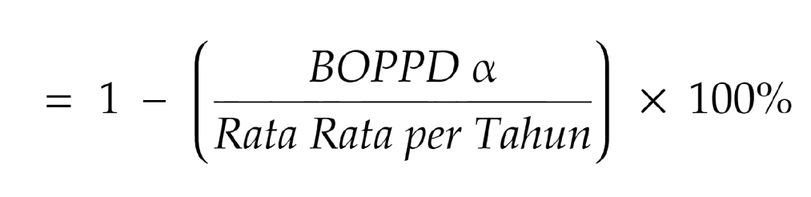 = 1 − ( BOPPD α / Rata Rata per Tahun ) × 100%